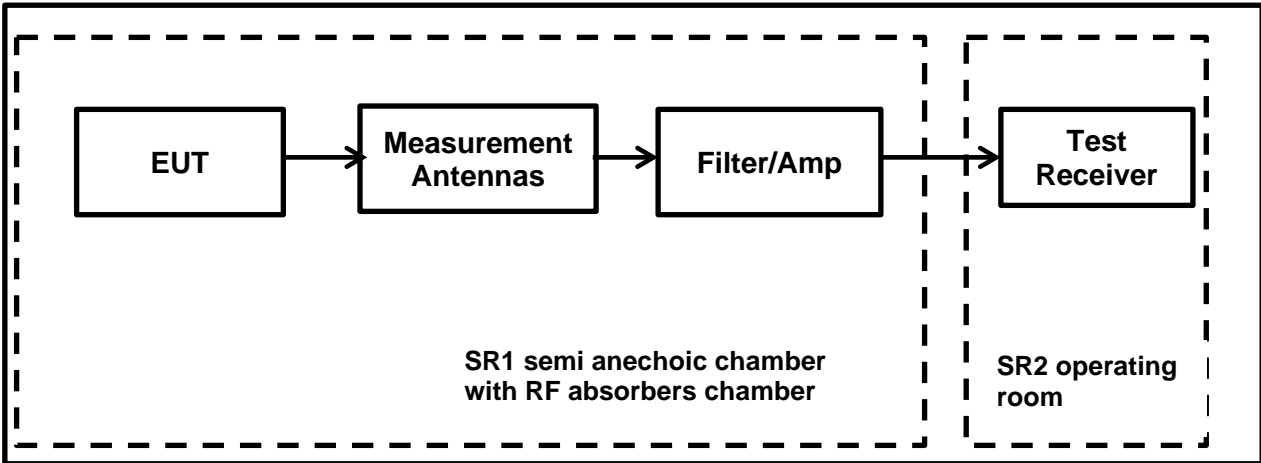 EUT
Measurement
Antennas
Filter/Amp
Test
Receiver
SR1 semi anechoic chamber
with RF absorbers chamber
SR2 operating
room